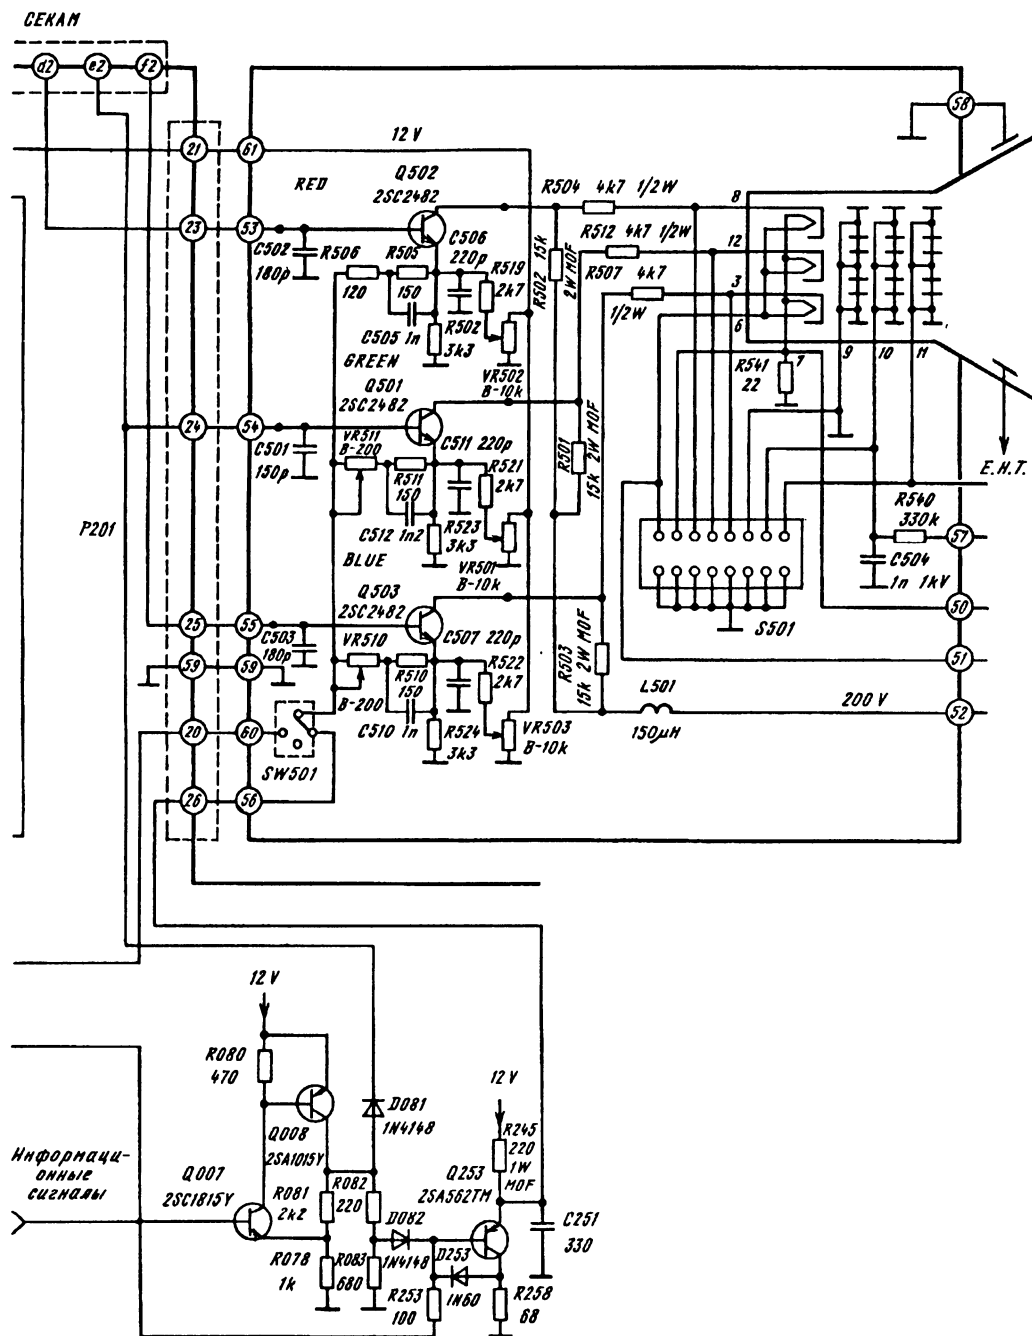 СЕКАМ
d2 e2 f2
58
21 61 12 V
Q502
2SC2482
RED
R504 4k7 1/2W
8
23 53
C502
180p
R506
120
R505
150
C506
220p
R519
2k7
R502
15k
2W MOF
R512 4k7 1/2W
12
R507 4k7
1/2W
3
6
C505 1n
R502
3k3
VR502
B-10k
7
9 10 11
R541
22
GREEN
Q501
2SC2482
24 54
C501
150p
VR511
B-200
R511
150
C511 220p
R521
2k7
R501
15k 2W MOF
E.H.T.
R540
330k
57
P201
C512 1n2
R523
3k3
VR501
B-10k
C504
1n 1kV
BLUE
Q503
2SC2482
50
S501
25 55
C503
180p
VR510
B-200
R510
150
C507 220p
R522
2k7
R503
15k 2W MOF
59 59
51
L501
150µH
200 V
52
C510 1n
R524
3k3
VR503
B-10k
20 60
SW501
26 56
12 V
R080
470
Q008
2SA1015Y
D081
1N4148
12 V
R245
220
1W
MOF
Информаци-
онные
сигналы
Q007
2SC1815Y
R081
2k2
R082
220
Q253
2SA562TM
D082
1N4148
C251
330
R078
1k
R083
680
D253
1N60
R253
100
R258
68